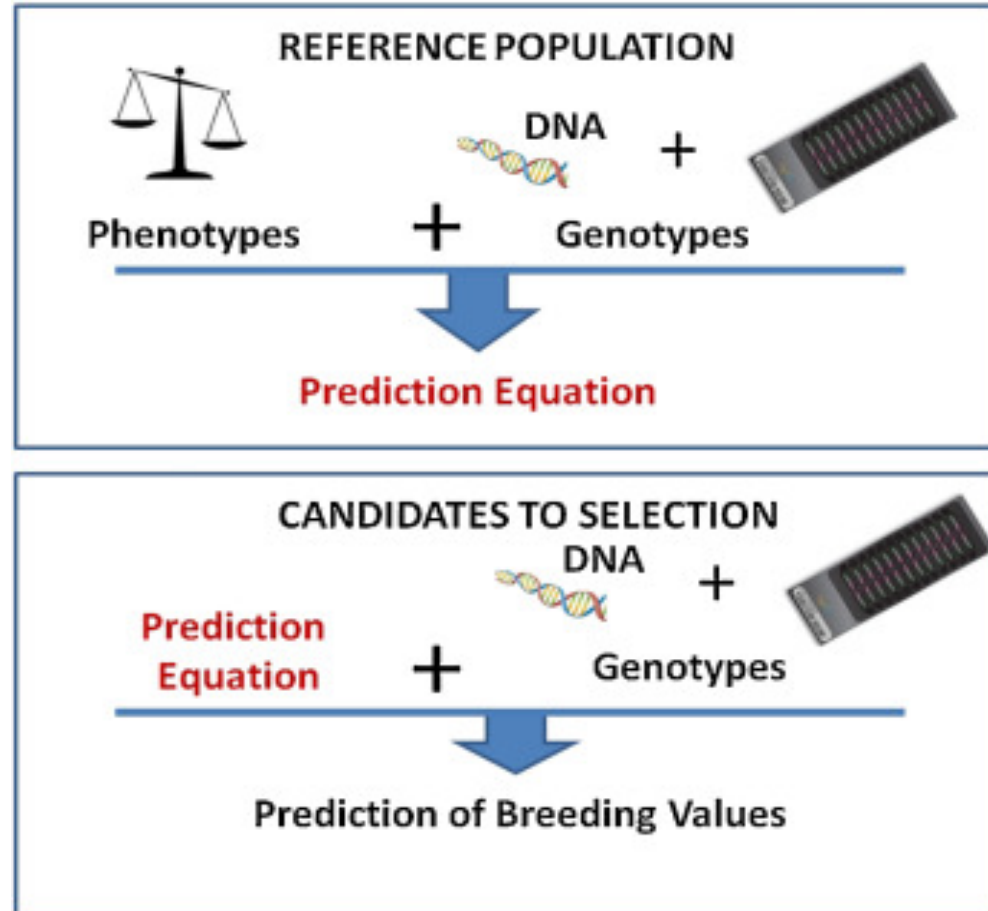 REFERENCE POPULATION
DNA +
Phenotypes + Genotypes
Prediction Equation
CANDIDATES TO SELECTION
DNA +
Prediction
Equation + Genotypes
Prediction of Breeding Values